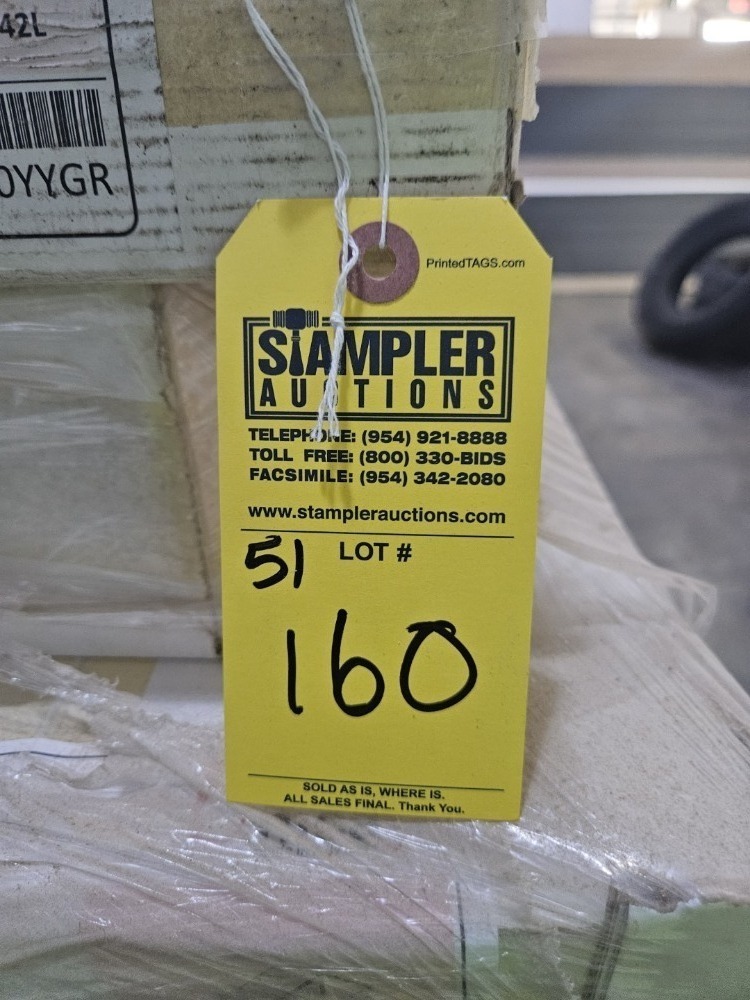 42L
0YYGR
PrintedTAGS.com
STAMPLER
AUCTIONS
TELEPHONE: (954) 921-8888
TOLL FREE: (800) 330-BIDS
FACSIMILE: (954) 342-2080
www.stamplerauctions.com
51 LOT #
160
SOLD AS IS, WHERE IS.
ALL SALES FINAL. Thank You.